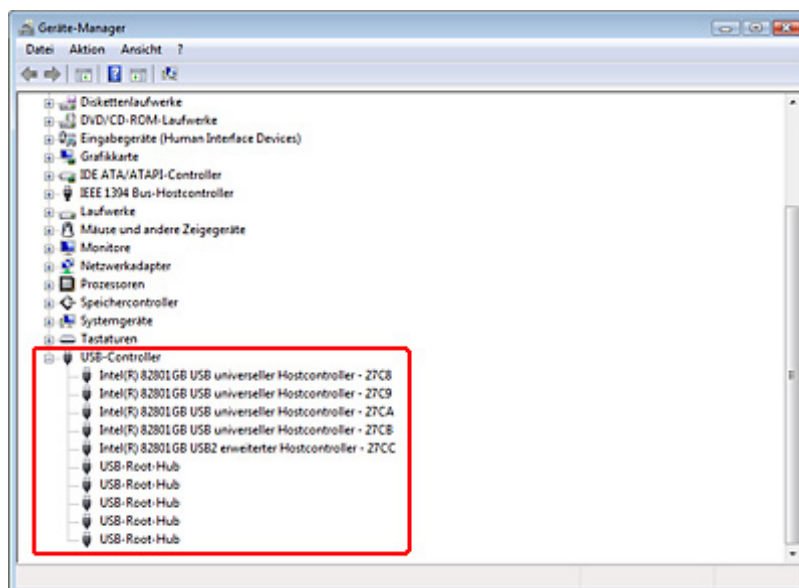 Geräte-Manager
Datei Aktion Ansicht ?
Diskettenlaufwerke
DVD/CD-ROM-Laufwerke
Eingabegeräte (Human Interface Devices)
Grafikkarte
IDE ATA/ATAPI-Controller
IEEE 1394 Bus-Hostcontroller
Laufwerke
Mäuse und andere Zeigegeräte
Monitore
Netzwerkadapter
Prozessoren
Speichercontroller
Systemgeräte
Tastaturen
USB-Controller
Intel(R) 82801GB USB universeller Hostcontroller - 27C8
Intel(R) 82801GB USB universeller Hostcontroller - 27C9
Intel(R) 82801GB USB universeller Hostcontroller - 27CA
Intel(R) 82801GB USB universeller Hostcontroller - 27CB
Intel(R) 82801GB USB2 erweiterter Hostcontroller - 27CC
USB-Root-Hub
USB-Root-Hub
USB-Root-Hub
USB-Root-Hub
USB-Root-Hub